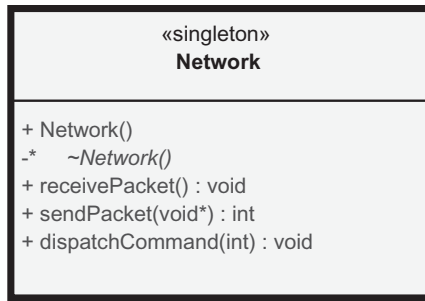 «singleton»
Network
+ Network()
-* ~Network()
+ receivePacket() : void
+ sendPacket(void*) : int
+ dispatchCommand(int) : void